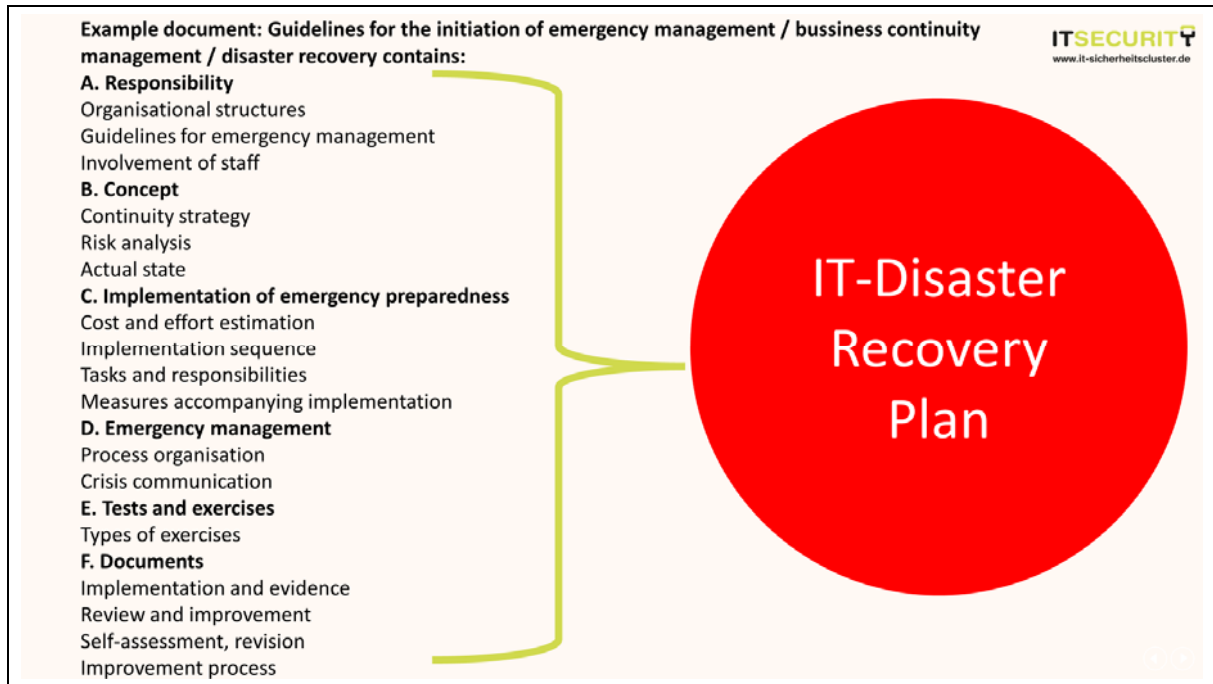 Example document: Guidelines for the initiation of emergency management / bussiness continuity
management / disaster recovery contains:
A. Responsibility
Organisational structures
Guidelines for emergency management
Involvement of staff
B. Concept
Continuity strategy
Risk analysis
Actual state
C. Implementation of emergency preparedness
Cost and effort estimation
Implementation sequence
Tasks and responsibilities
Measures accompanying implementation
D. Emergency management
Process organisation
Crisis communication
E. Tests and exercises
Types of exercises
F. Documents
Implementation and evidence
Review and improvement
Self-assessment, revision
Improvement process
ITSECURITY
www.it-sicherheitscluster.de
IT-Disaster
Recovery
Plan